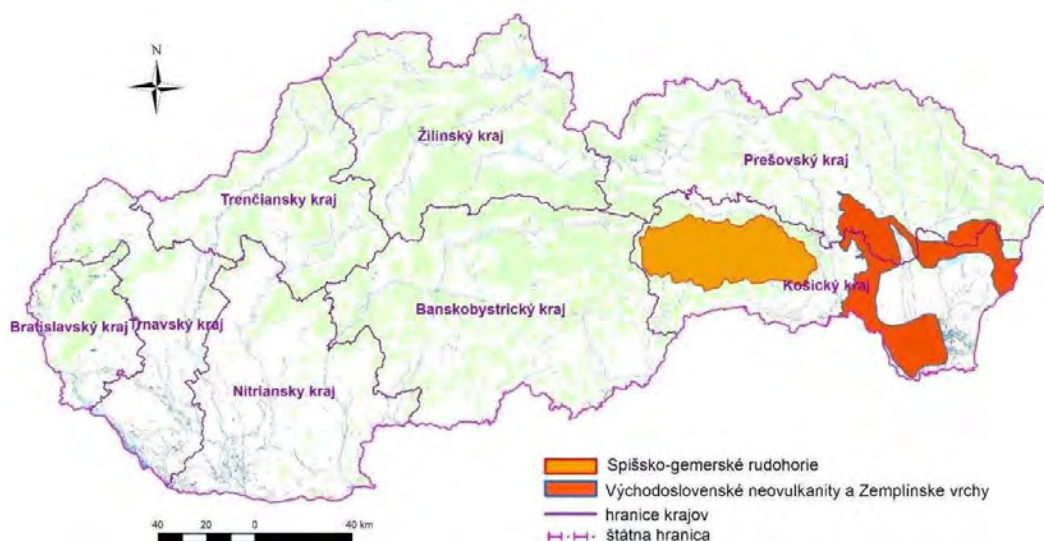 N
Žilinský kraj
Prešovský kraj
Trenčiansky kraj
Košický kraj
Banskobystrický kraj
Bratislavský kraj
Trnavský kraj
Nitriansky kraj
Spišsko-gemerské rudohorie
Východoslovenské neovulkanity a Zemplínske vrchy
hranice krajov
štátna hranica
40 20 0 40 km